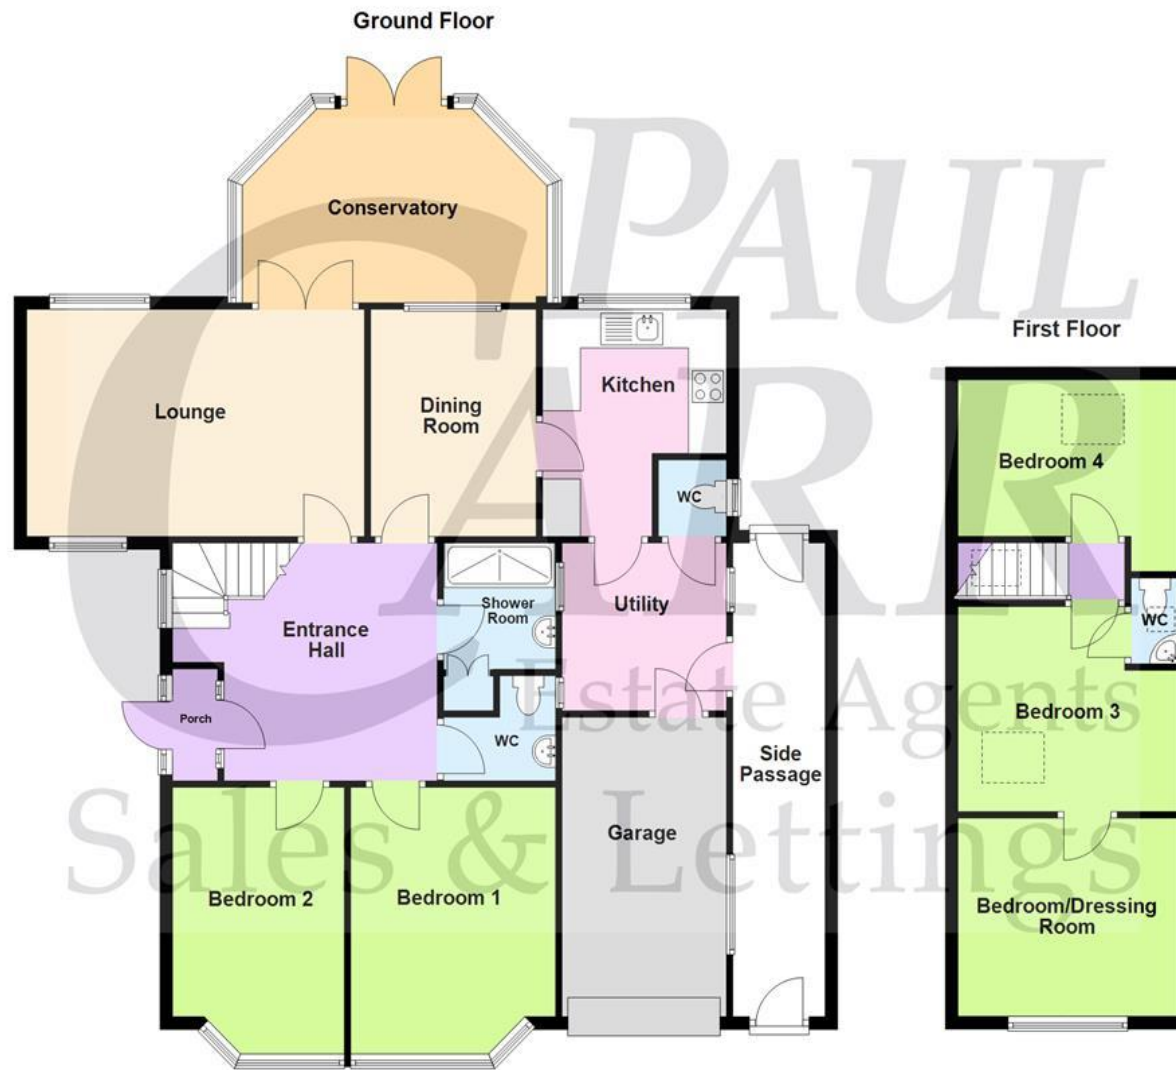 Ground Floor
Conservatory
PAUL
CARR
Estate Agents
Sales & Lettings
First Floor
Lounge
Dining
Room
Kitchen
WC
Utility
Shower
Room
Entrance
Hall
Porch
WC
Side
Passage
Garage
Bedroom 2
Bedroom 1
Bedroom 4
WC
Bedroom 3
Bedroom/Dressing
Room